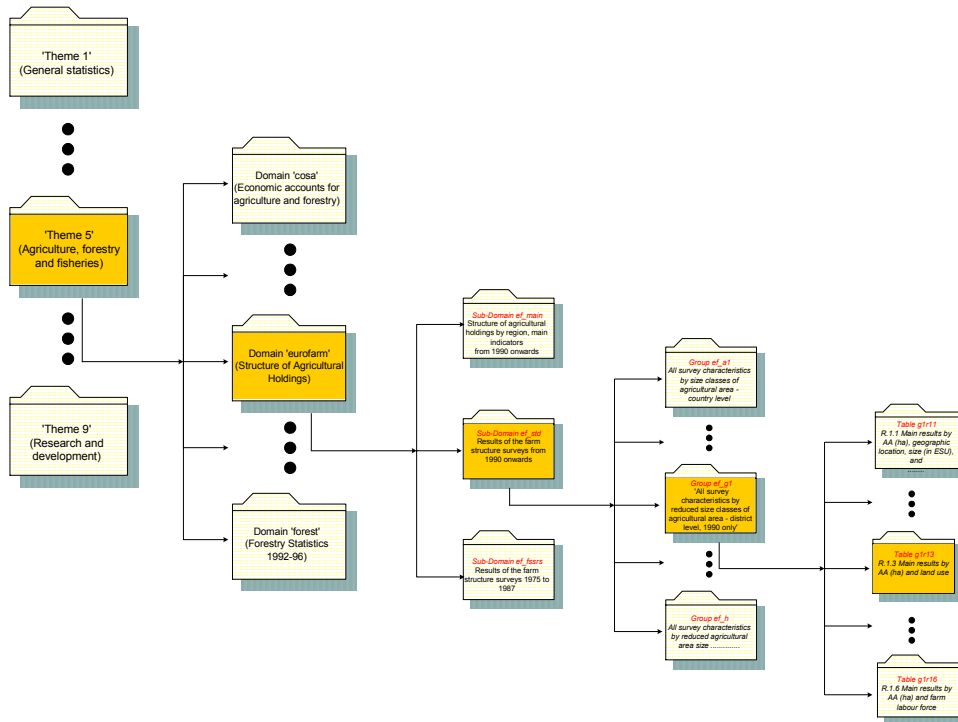 'Theme 1'
(General statistics)
'Theme 5'
(Agriculture, forestry
and fisheries)
'Theme 9'
(Research and
development)
Domain 'cosa'
(Economic accounts for
agriculture and forestry)
Domain 'eurofarm'
(Structure of Agricultural
Holdings)
Domain 'forest'
(Forestry Statistics
1992-96)
Sub-Domain ef_main
Structure of agricultural
holdings by region, main
indicators
from 1990 onwards
Sub-Domain ef_std
Results of the farm
structure surveys from
1990 onwards
Sub-Domain ef_fssrs
Results of the farm
structure surveys 1975 to
1987
Group ef_a1
All survey characteristics
by size classes of
agricultural area -
country level
Group ef_g1
'All survey
characteristics by
reduced size classes of
agricultural area - district
level, 1990 only'
Group ef_h
All survey characteristics
by reduced agricultural
area size ..............
Table g1r11
R.1.1 Main results by
AA (ha), geographic
location, size (in ESU),
and
........
Table g1r13
R.1.3 Main results by
AA (ha) and land use
Table g1r16
R.1.6 Main results by
AA (ha) and farm
labour force